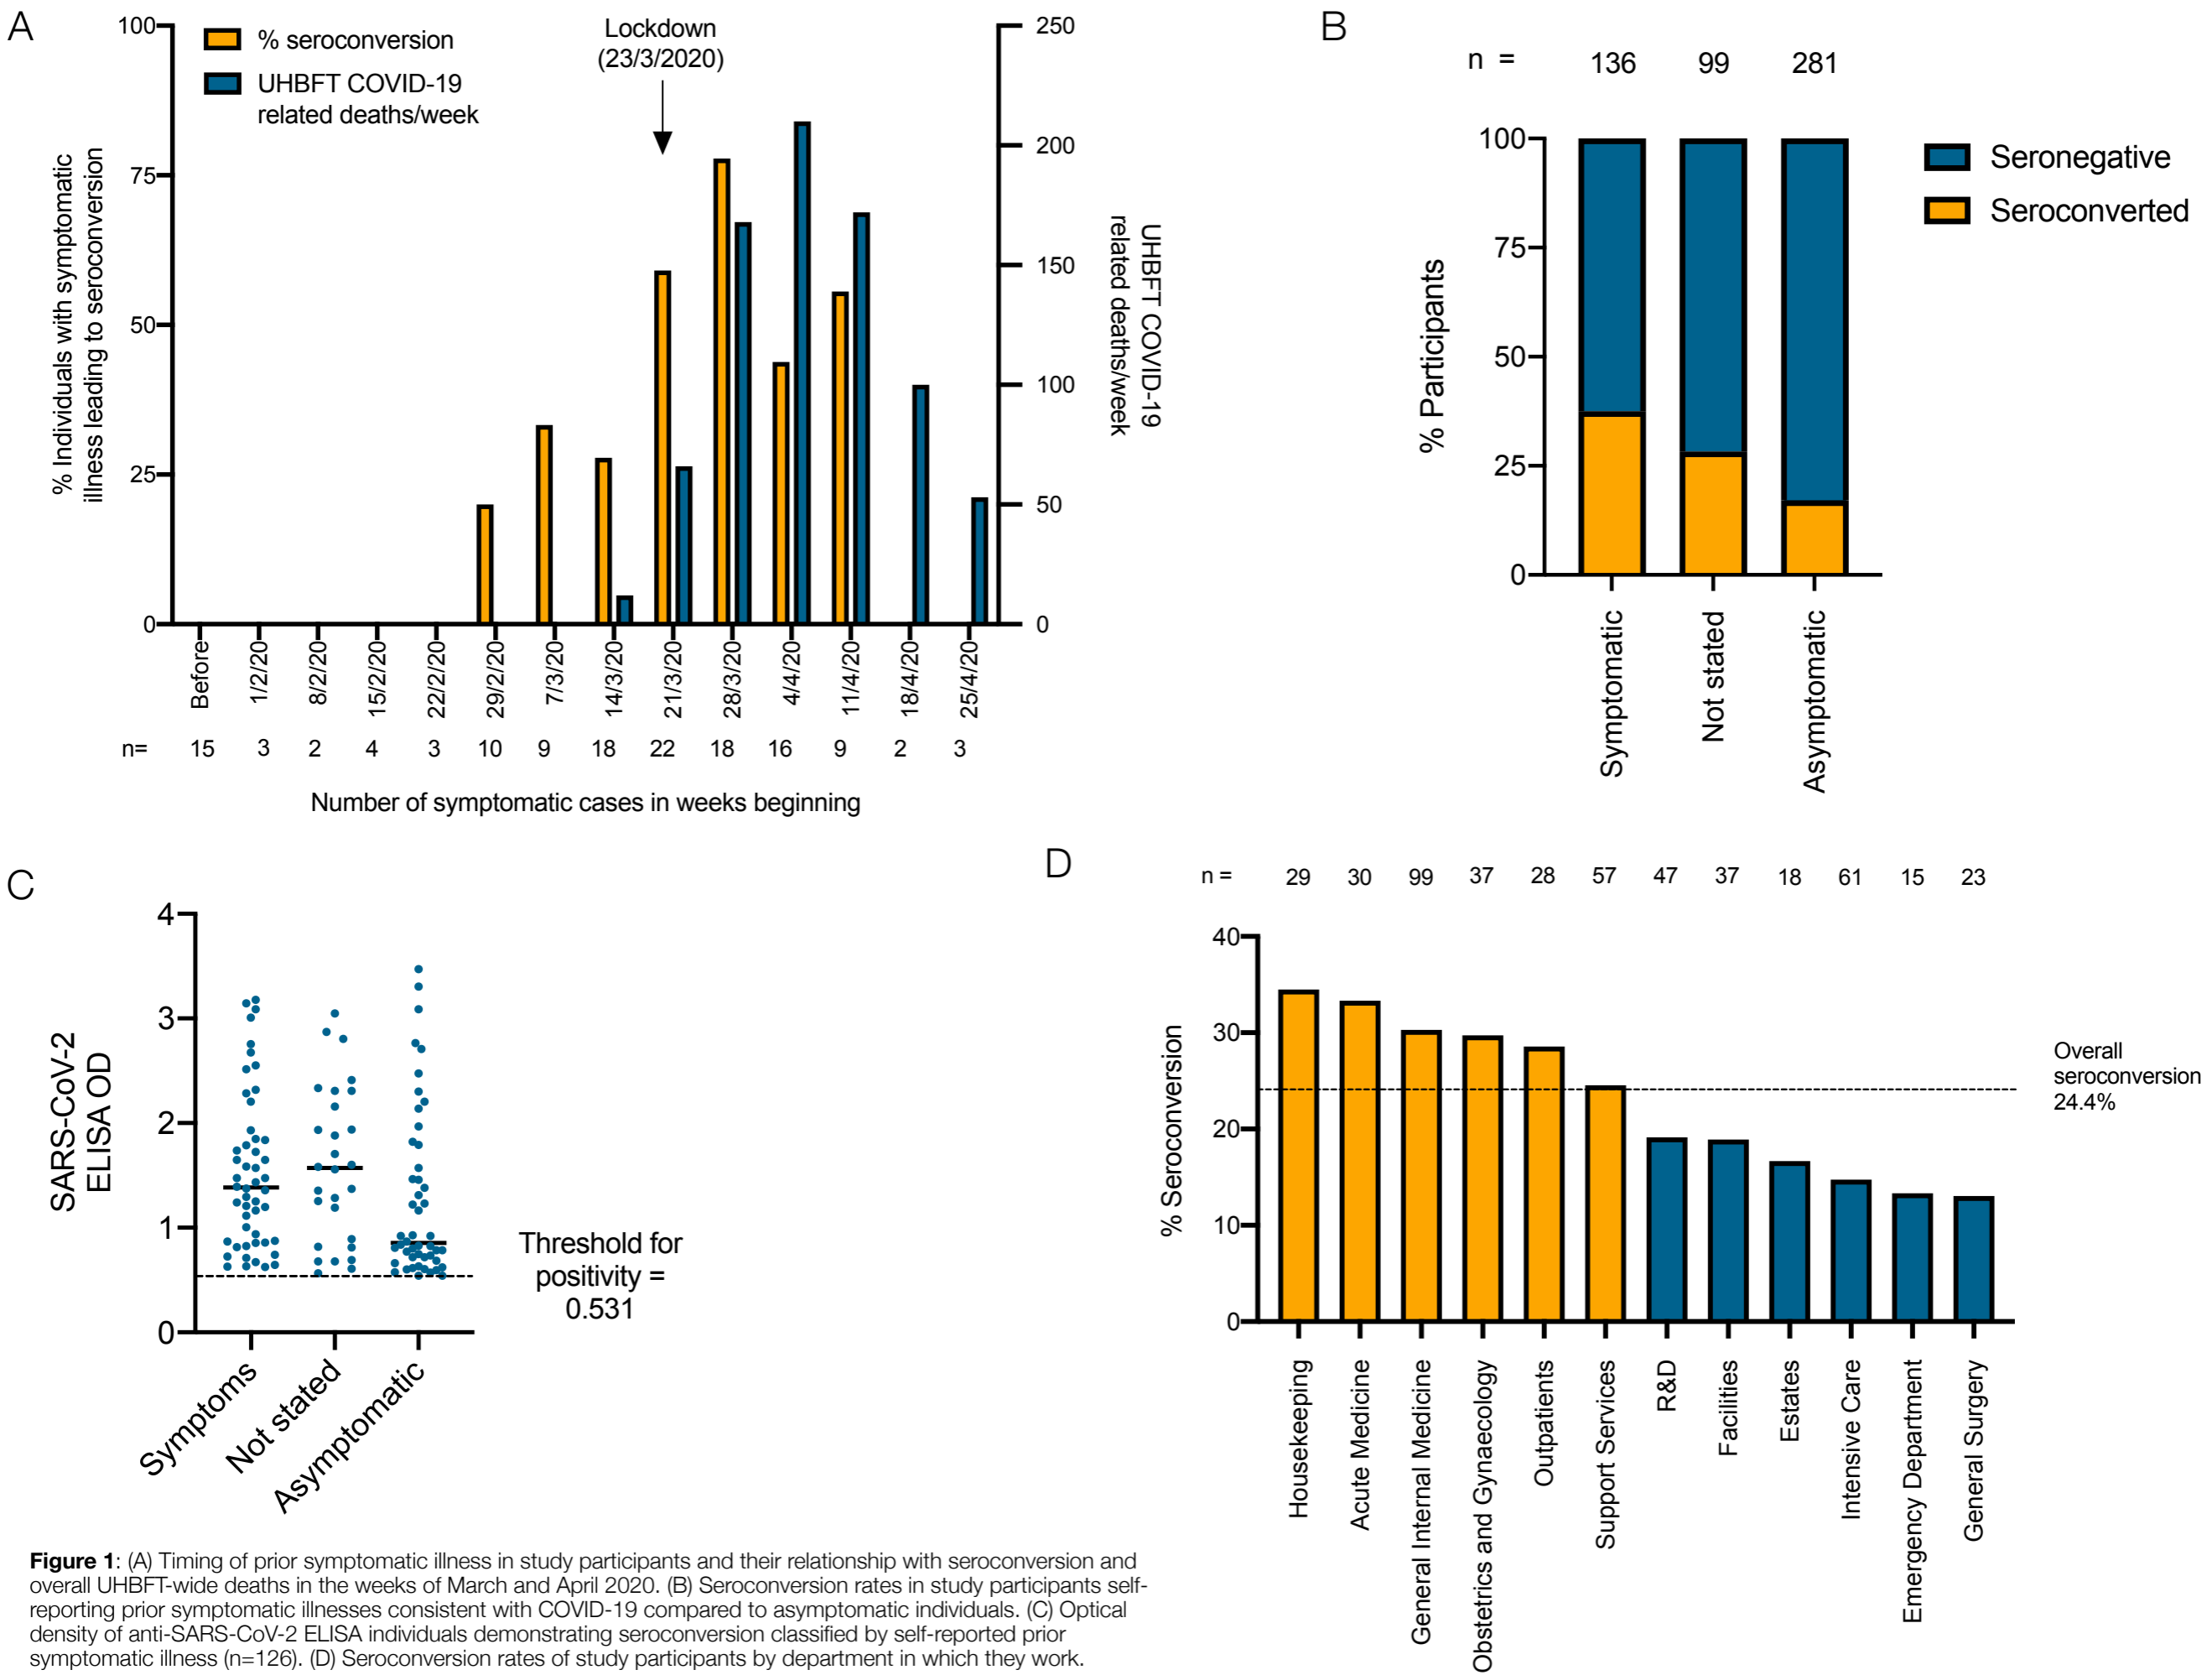 A
100
75
50
25
0
% Individuals with symptomatic
illness leading to seroconversion
% seroconversion
UHBFT COVID-19
related deaths/week
Lockdown
(23/3/2020)
250
200
150
100
50
0
UHBFT COVID-19
related deaths/week
Before
1/2/20
8/2/20
15/2/20
22/2/20
29/2/20
7/3/20
14/3/20
21/3/20
28/3/20
4/4/20
11/4/20
18/4/20
25/4/20
n= 15 3 2 4 3 10 9 18 22 18 16 9 2 3
Number of symptomatic cases in weeks beginning
B
n = 136 99 281
100
75
50
25
0
% Participants
Seronegative
Seroconverted
Symptomatic
Not stated
Asymptomatic
C
4
3
2
1
0
SARS-CoV-2
ELISA OD
Threshold for
positivity =
0.531
Symptoms
Not stated
Asymptomatic
D
n = 29 30 99 37 28 57 47 37 18 61 15 23
40
30
20
10
0
% Seroconversion
Overall
seroconversion
24.4%
Housekeeping
Acute Medicine
General Internal Medicine
Obstetrics and Gynaecology
Outpatients
Support Services
R&D
Facilities
Estates
Intensive Care
Emergency Department
General Surgery
Figure 1: (A) Timing of prior symptomatic illness in study participants and their relationship with seroconversion and
overall UHBFT-wide deaths in the weeks of March and April 2020. (B) Seroconversion rates in study participants self-
reporting prior symptomatic illnesses consistent with COVID-19 compared to asymptomatic individuals. (C) Optical
density of anti-SARS-CoV-2 ELISA individuals demonstrating seroconversion classified by self-reported prior
symptomatic illness (n=126). (D) Seroconversion rates of study participants by department in which they work.